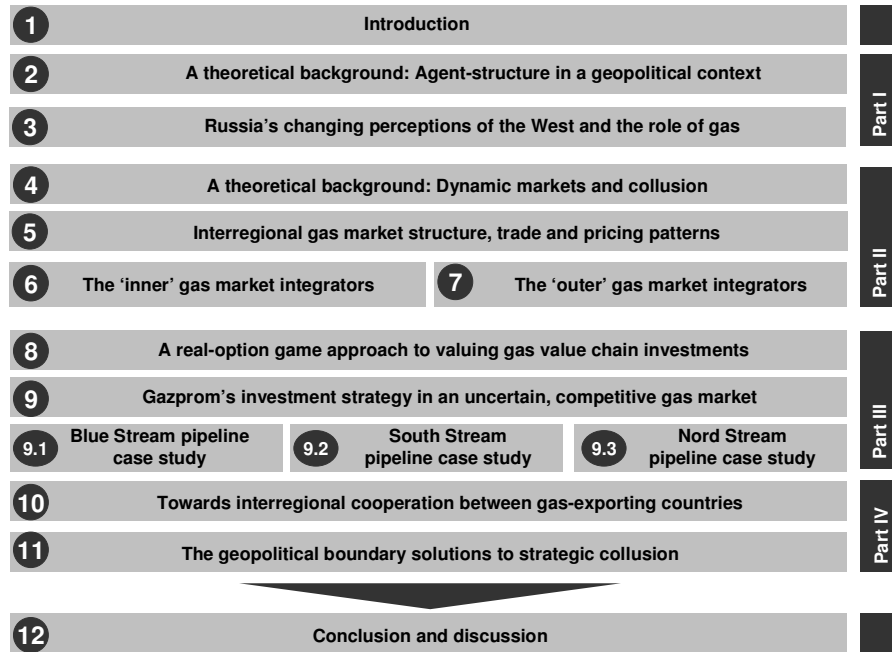 1 Introduction
2 A theoretical background: Agent-structure in a geopolitical context
3 Russia's changing perceptions of the West and the role of gas
Part I
4 A theoretical background: Dynamic markets and collusion
5 Interregional gas market structure, trade and pricing patterns
6 The 'inner' gas market integrators
7 The 'outer' gas market integrators
Part II
8 A real-option game approach to valuing gas value chain investments
9 Gazprom's investment strategy in an uncertain, competitive gas market
9.1 Blue Stream pipeline
case study
9.2 South Stream
pipeline case study
9.3 Nord Stream
pipeline case study
Part III
10 Towards interregional cooperation between gas-exporting countries
11 The geopolitical boundary solutions to strategic collusion
Part IV
12 Conclusion and discussion